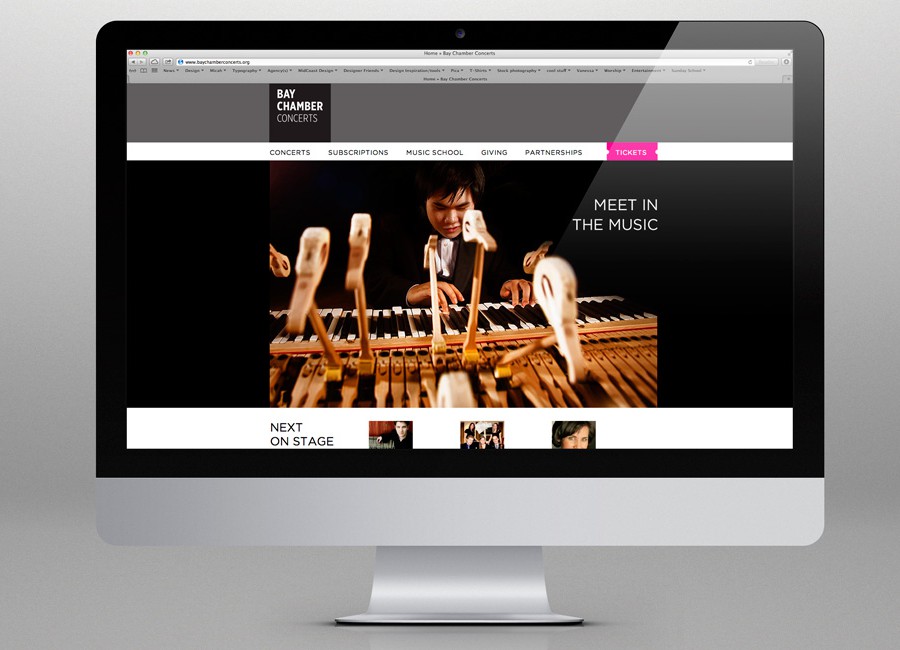 Home » Bay Chamber Concerts
www.baychamberconcerts.org
News Design Micah Typography Agency(s) MidCoast Design Designer Friends Design Inspiration/tools Pics T-Shirts Stock photography cool stuff Vanessa Worship Entertainment Sunday School
Home » Bay Chamber Concerts
BAY
CHAMBER
CONCERTS
CONCERTS SUBSCRIPTIONS MUSIC SCHOOL GIVING PARTNERSHIPS TICKETS
MEET IN
THE MUSIC
NEXT
ON STAGE